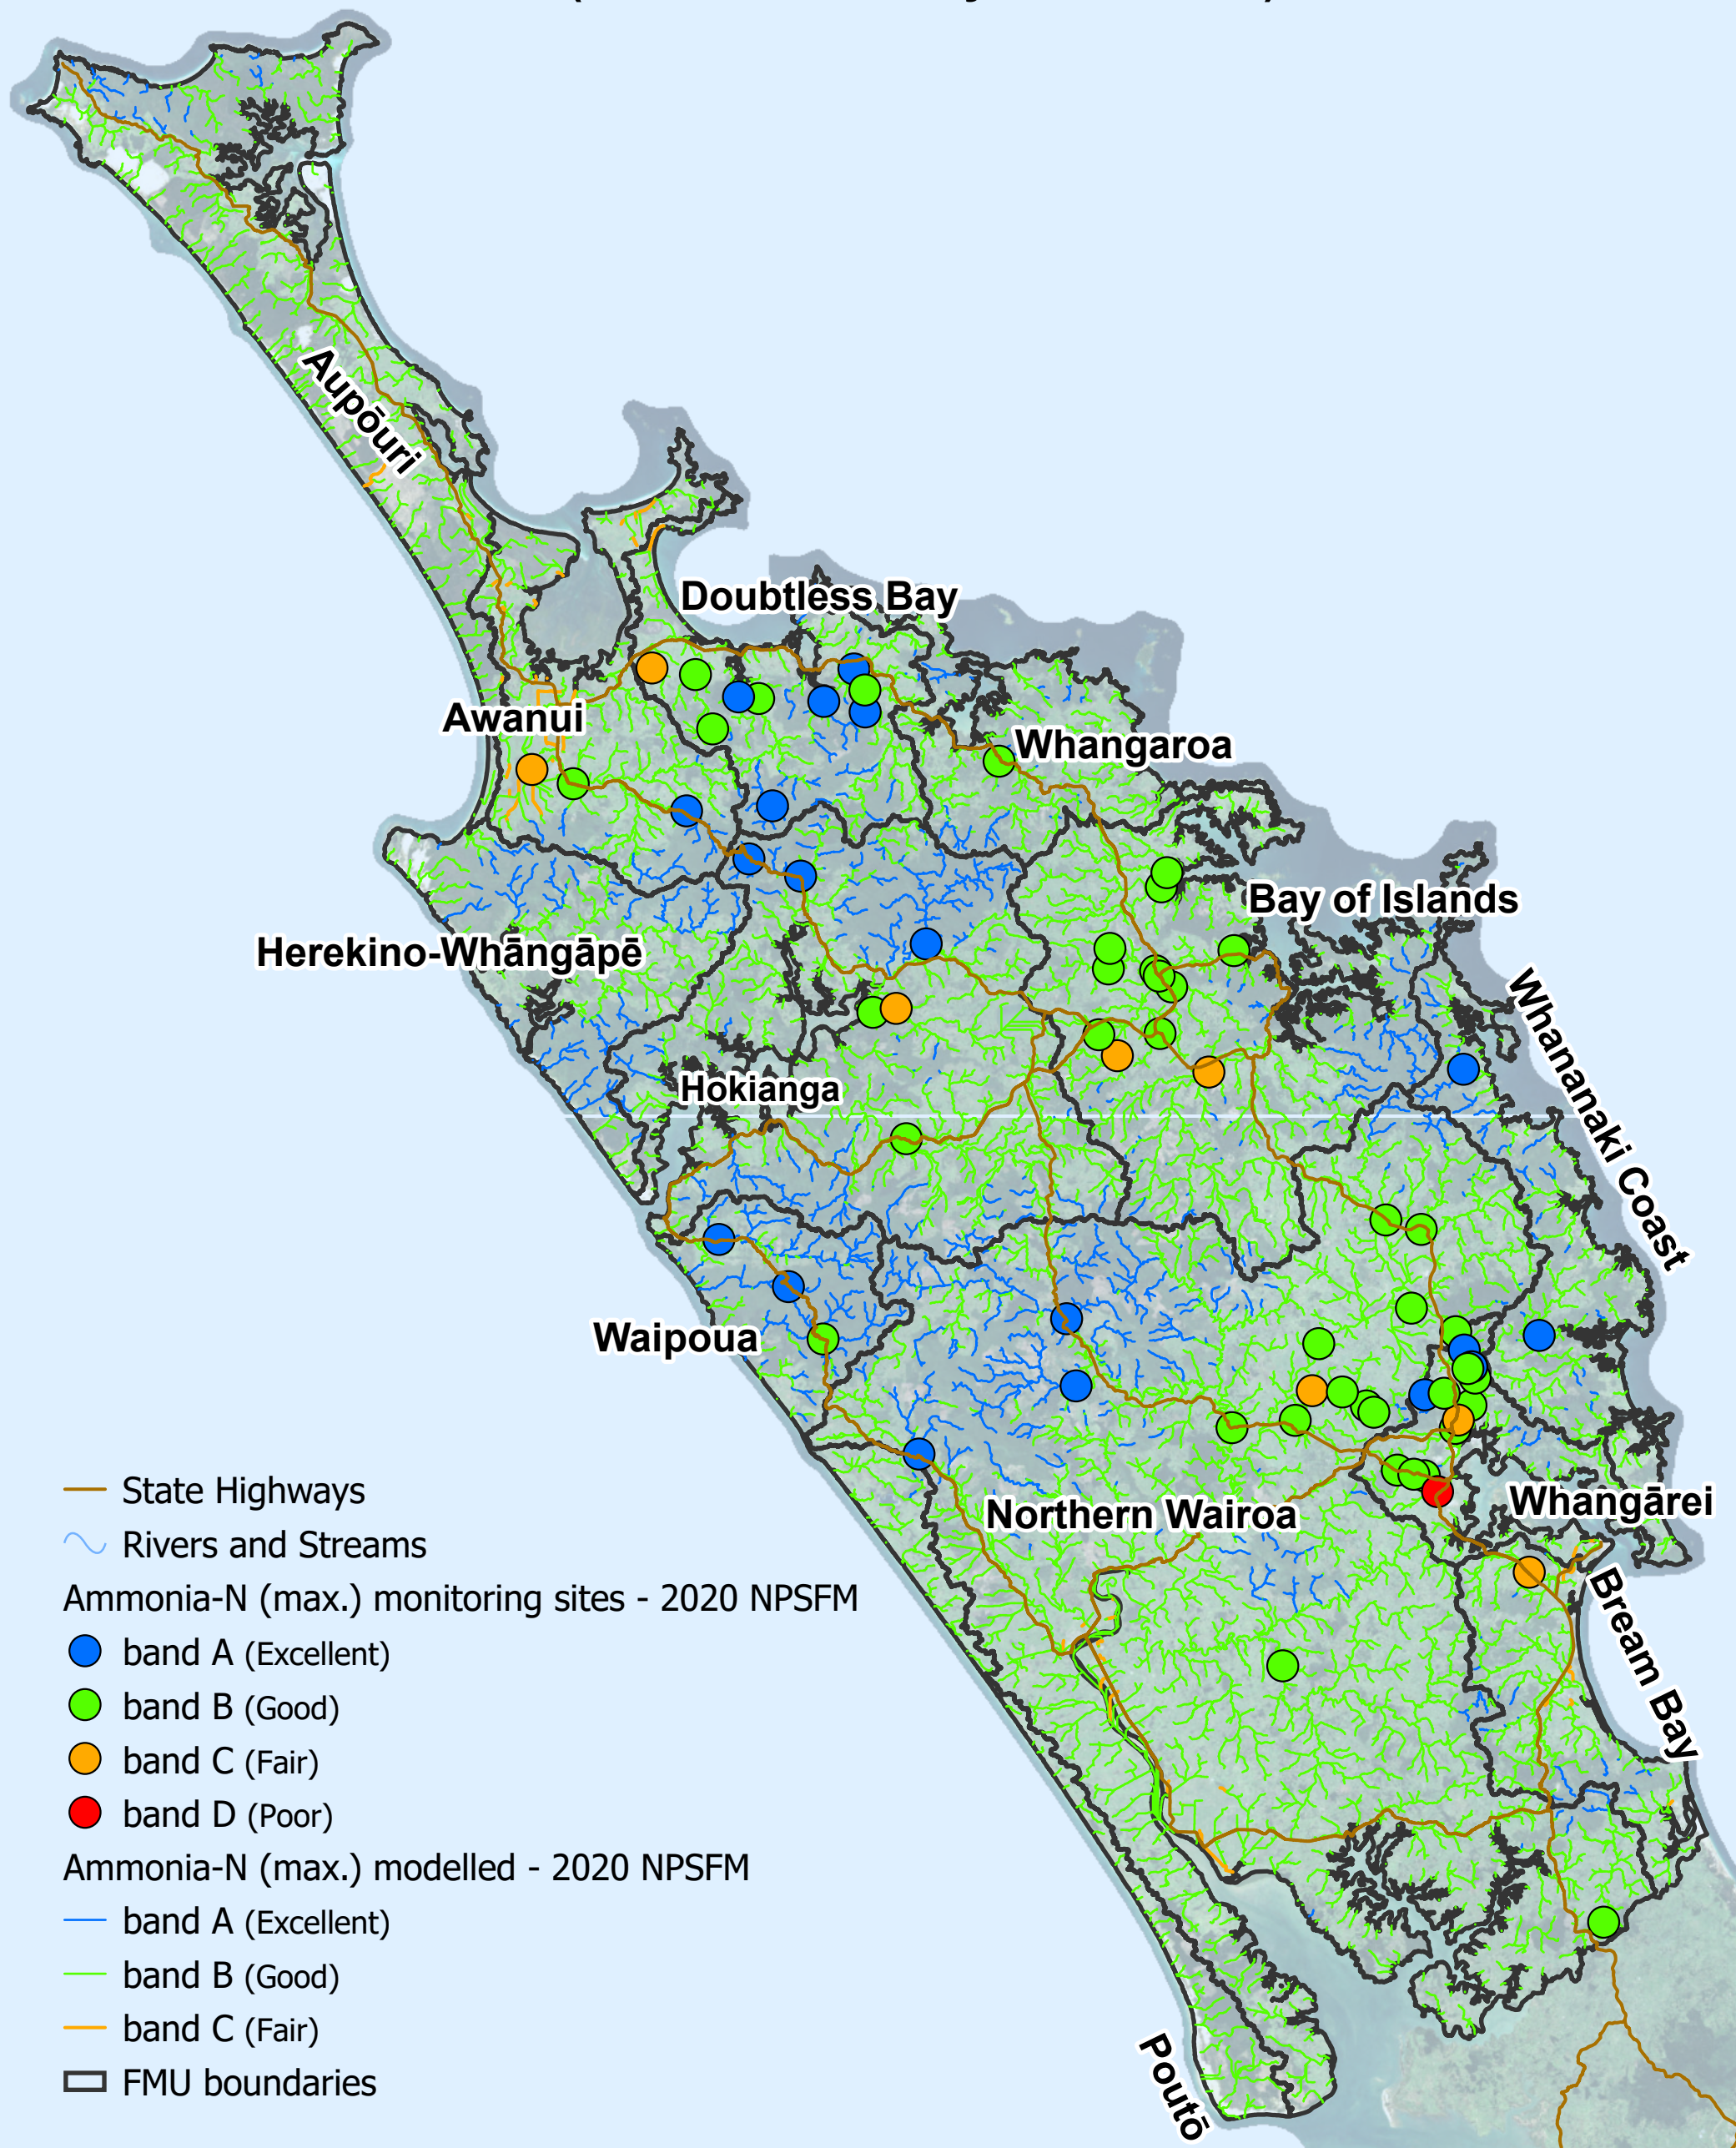 Aupōuri
Doubtless Bay
Awanui
Whangaroa
Bay of Islands
Herekino-Whāngāpē
Whananaki Coast
Hokianga
Waipoua
Northern Wairoa
Whangārei
Bream Bay
Poutō
State Highways
Rivers and Streams
Ammonia-N (max.) monitoring sites - 2020 NPSFM
band A (Excellent)
band B (Good)
band C (Fair)
band D (Poor)
Ammonia-N (max.) modelled - 2020 NPSFM
band A (Excellent)
band B (Good)
band C (Fair)
FMU boundaries